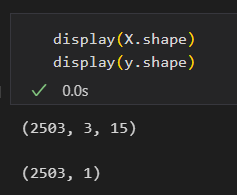 display(X.shape)
display(y.shape)
0.0s
(2503, 3, 15)
(2503, 1)